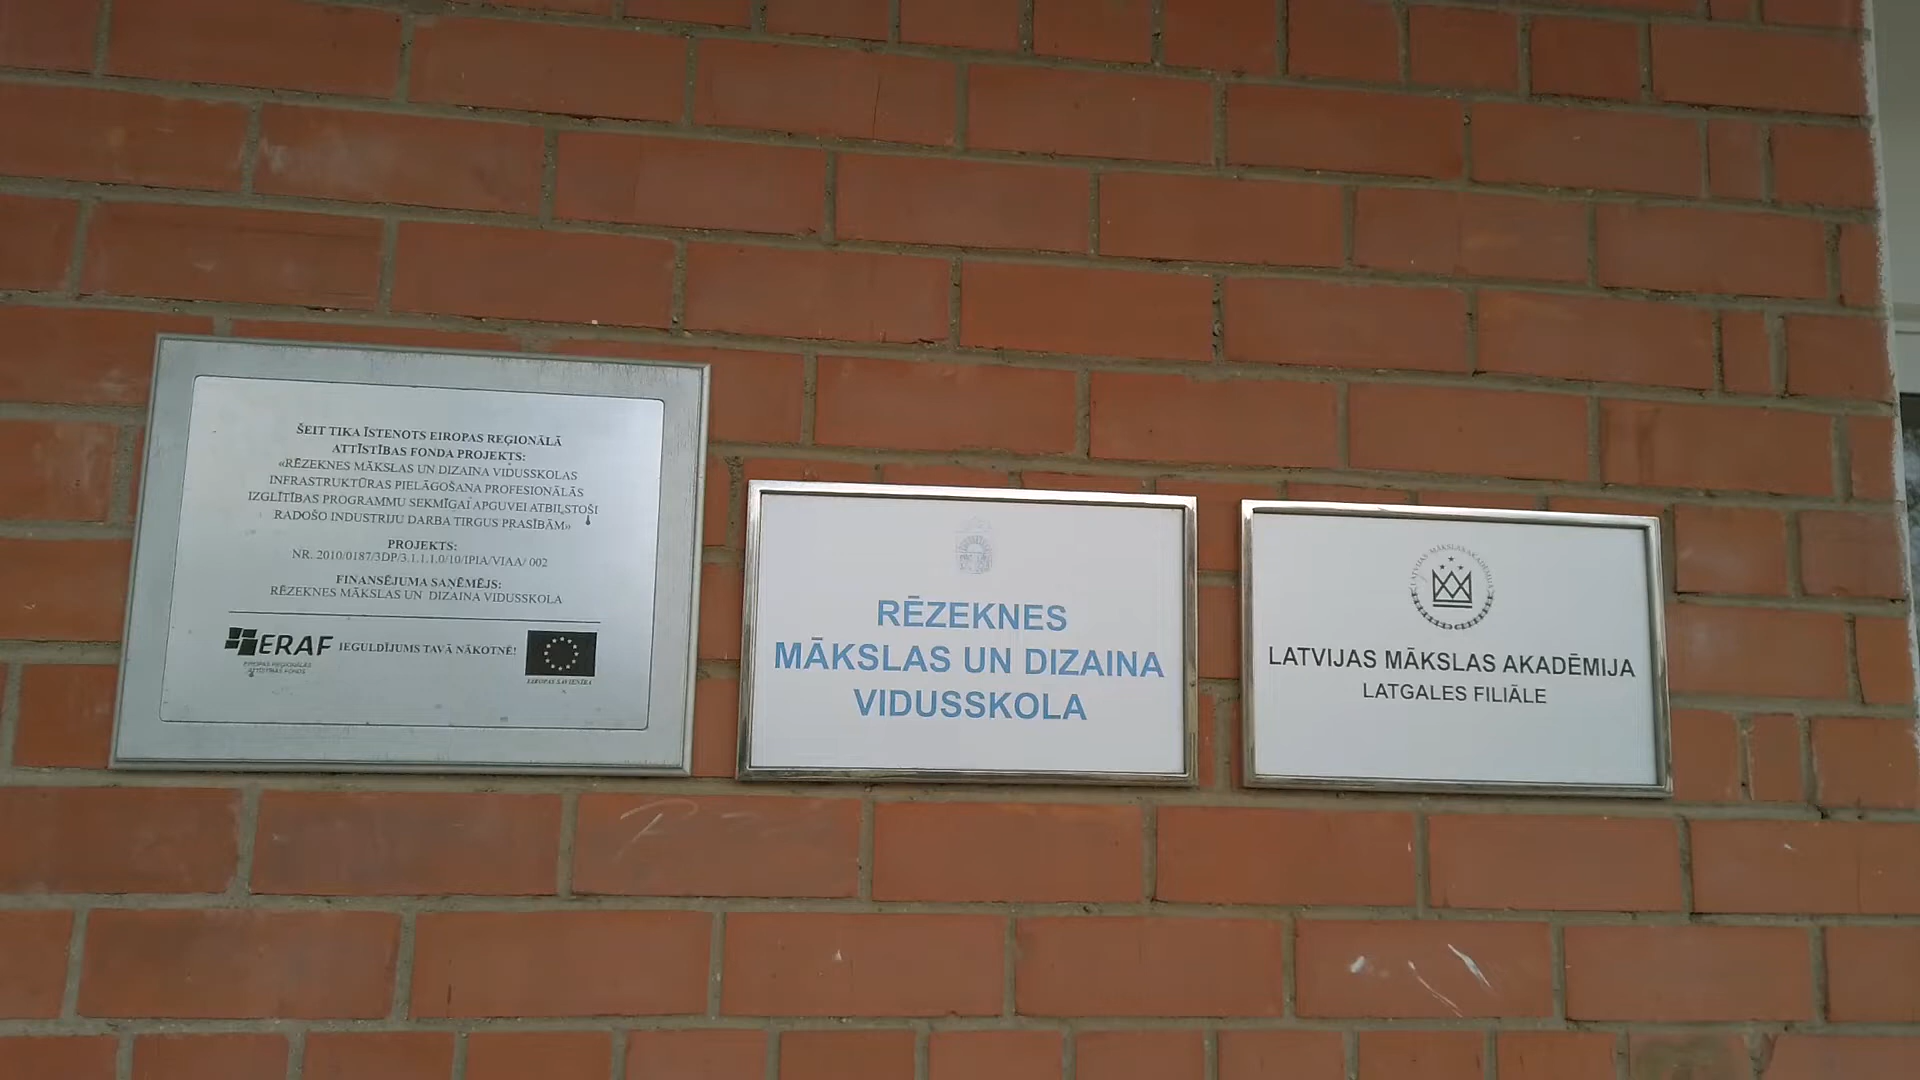 ŠEIT TIKA ĪSTENOTS EIROPAS REĢIONĀLĀ
ATTĪSTĪBAS FONDA PROJEKTS:
«RĒZEKNES MĀKSLAS UN DIZAINA VIDUSSKOLAS
INFRASTRUKTŪRAS PIELĀGOŠANA PROFESIONĀLĀS
IZGLĪTĪBAS PROGRAMMU SEKMĪGAI APGUVEI ATBILSTOŠI
RADOŠO INDUSTRIJU DARBA TIRGUS PRASĪBĀM»
PROJEKTS:
NR. 2010/0187/3DP/3.1.1.1.0/10/IPIA/VIAA/ 002
FINANSĒJUMA SAŅĒMĒJS:
RĒZEKNES MĀKSLAS UN DIZAINA VIDUSSKOLA
ERAF
EIROPAS REĢIONĀLĀS
ATTĪSTĪBAS FONDS
IEGULDĪJUMS TAVĀ NĀKOTNĒ!
EIROPAS SAVIENĪBA
RĒZEKNES
MĀKSLAS UN DIZAINA
VIDUSSKOLA
LATVIJAS MĀKSLAS AKADĒMIJA
LATVIJAS MĀKSLAS AKADĒMIJA
LATGALES FILIĀLE